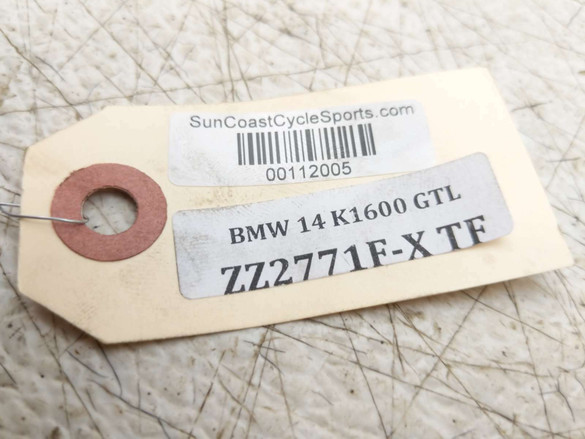 SunCoastCycleSports.com
00112005
BMW 14 K1600 GTL
ZZ2771F-X TF